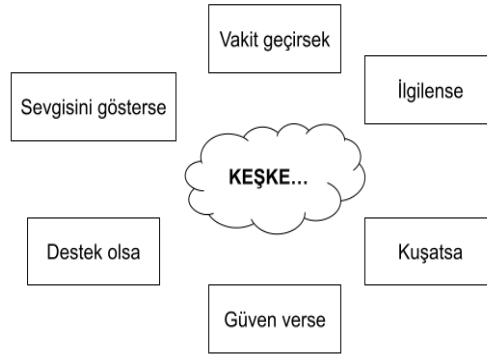 Vakit geçirsek
İlgilense
Sevgisini gösterse
KEŞKE...
Destek olsa
Kuşatsa
Güven verse